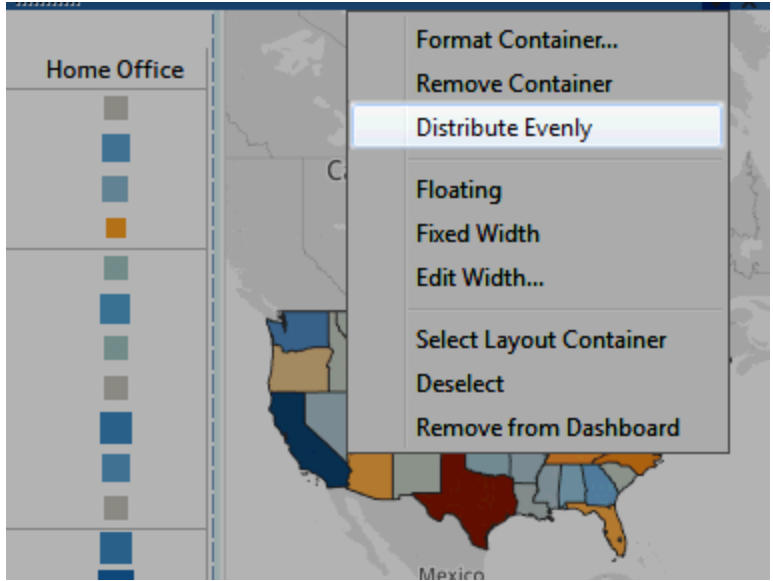 Home Office
Format Container...
Remove Container
Distribute Evenly
Floating
Fixed Width
Edit Width...
Select Layout Container
Deselect
Remove from Dashboard
Mexico